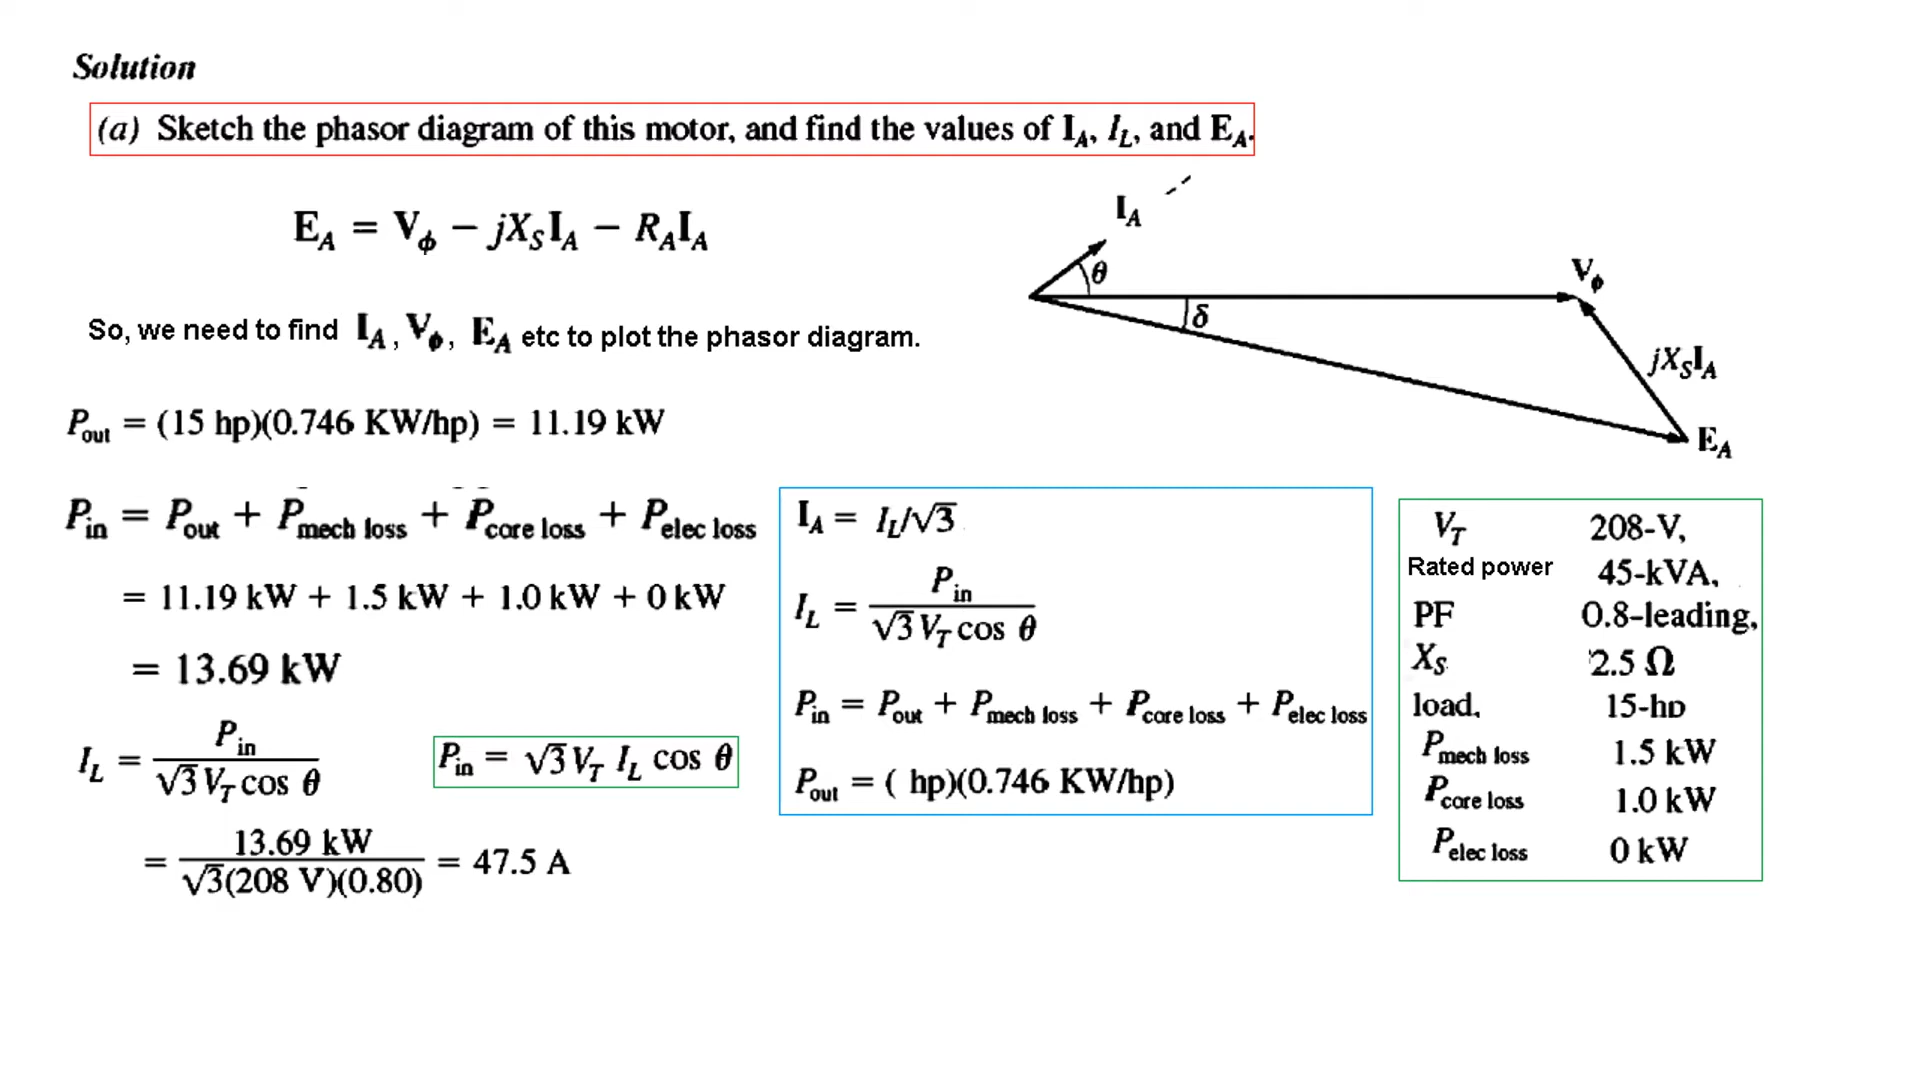 Solution
(a) Sketch the phasor diagram of this motor, and find the values of I_A, I_L, and E_A.
E_A = V_ϕ − jX_S I_A − R_A I_A
So, we need to find I_A, V_ϕ, E_A etc to plot the phasor diagram.
P_out = (15 hp)(0.746 KW/hp) = 11.19 kW
P_in = P_out + P_mech loss + P_core loss + P_elec loss
= 11.19 kW + 1.5 kW + 1.0 kW + 0 kW
= 13.69 kW
I_L = P_in / √3 V_T cos θ
P_in = √3 V_T I_L cos θ
= 13.69 kW / √3(208 V)(0.80) = 47.5 A
I_A
θ
V_ϕ
δ
jX_S I_A
E_A
I_A = I_L/√3
I_L = P_in / √3 V_T cos θ
P_in = P_out + P_mech loss + P_core loss + P_elec loss
P_out = ( hp)(0.746 KW/hp)
V_T 208-V,
Rated power 45-kVA,
PF 0.8-leading,
X_S 2.5 Ω
load, 15-hp
P_mech loss 1.5 kW
P_core loss 1.0 kW
P_elec loss 0 kW